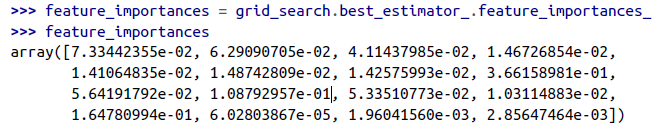 >>> feature_importances = grid_search.best_estimator_.feature_importances_
>>> feature_importances
array([7.33442355e-02, 6.29090705e-02, 4.11437985e-02, 1.46726854e-02,
1.41064835e-02, 1.48742809e-02, 1.42575993e-02, 3.66158981e-01,
5.64191792e-02, 1.08792957e-01, 5.33510773e-02, 1.03114883e-02,
1.64780994e-01, 6.02803867e-05, 1.96041560e-03, 2.85647464e-03])